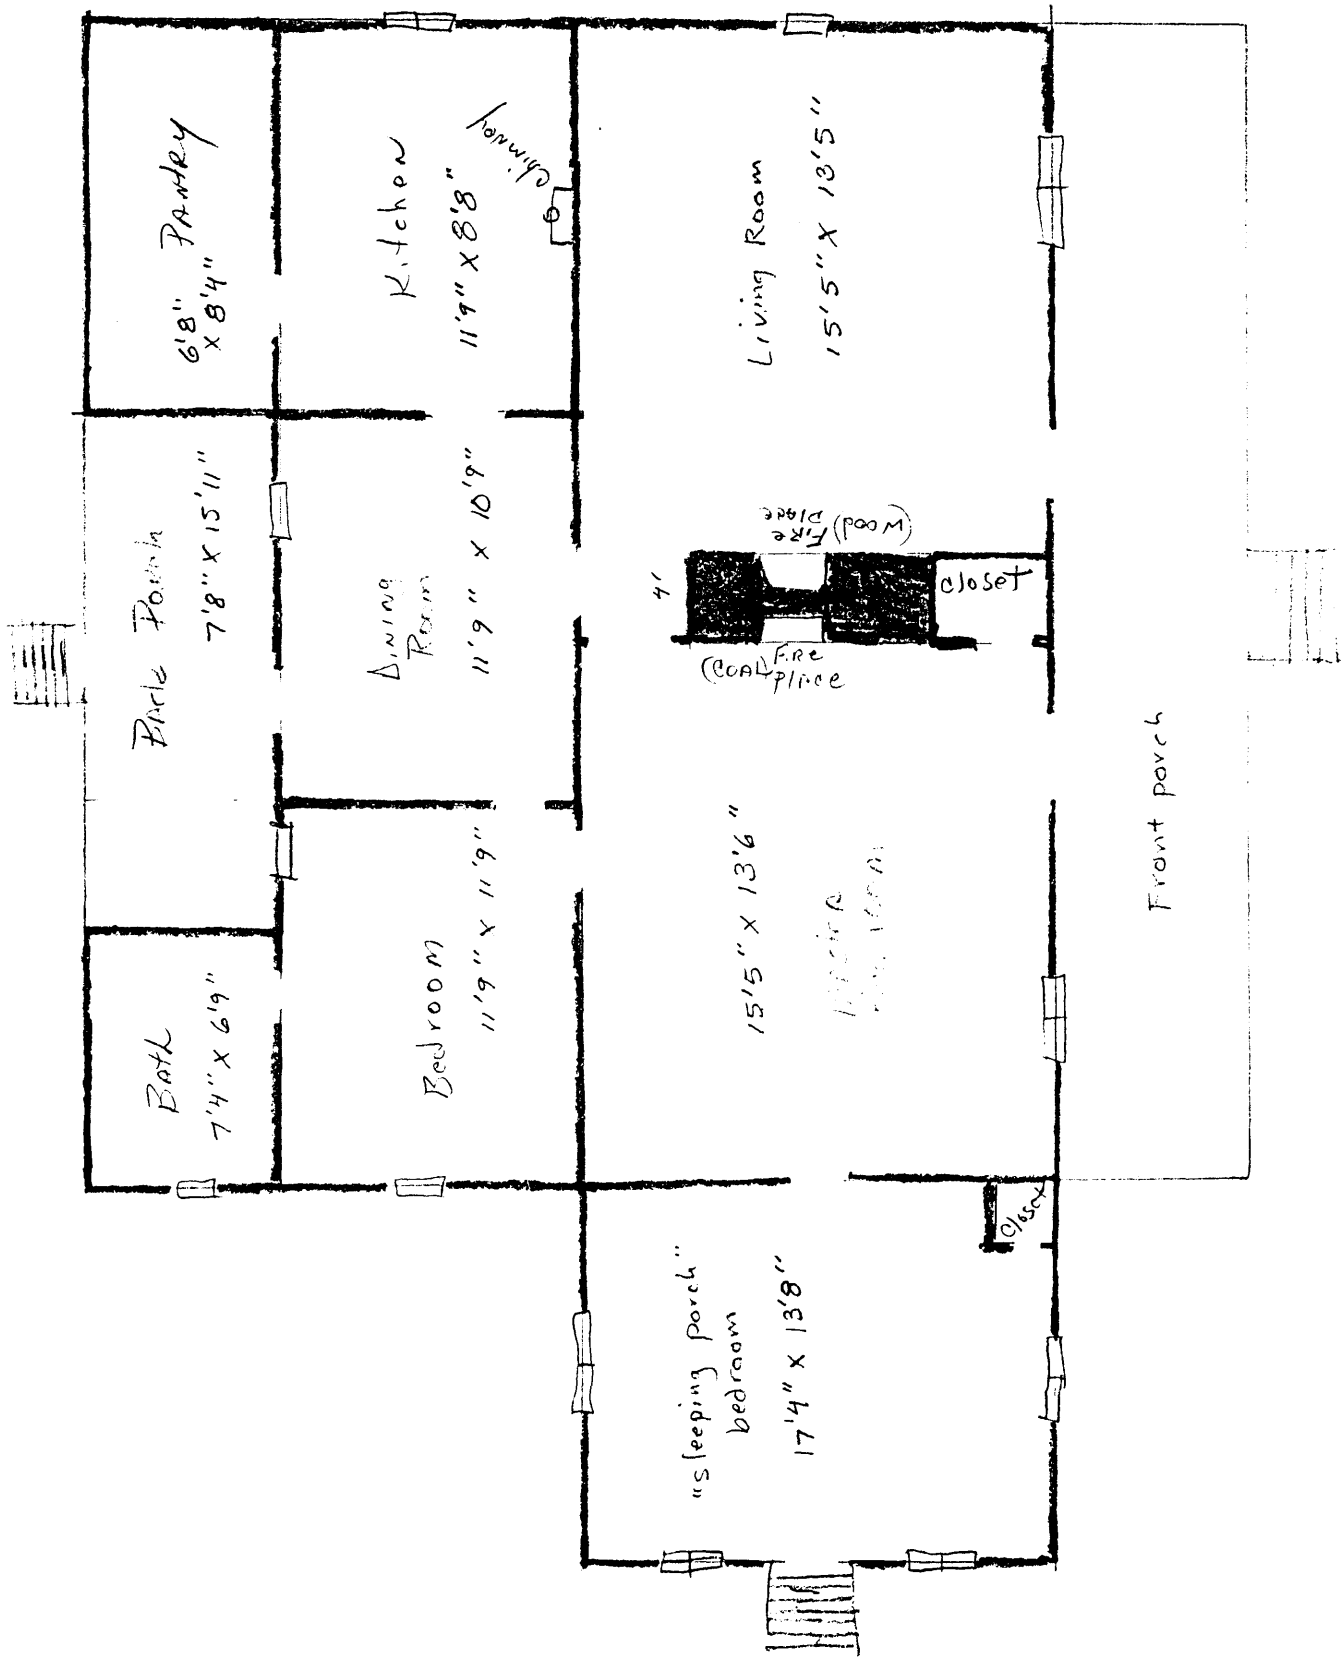 PANTRY
6'8"
X 8'4"
Kitchen
11'9" X 8'8"
chimney
Living Room
15'5" X 13'5"
Back Porch
7'8" X 15'11"
Dining
Room
11'9" X 10'9"
4'
FIRE
Place
(wood)
closet
(COAL) Fire
Place
Front porch
15'5" X 13'6"
Room
Bedroom
11'9" X 11'9"
Bath
7'4" X 6'9"
closet
"sleeping porch"
bedroom
17'4" X 13'8"